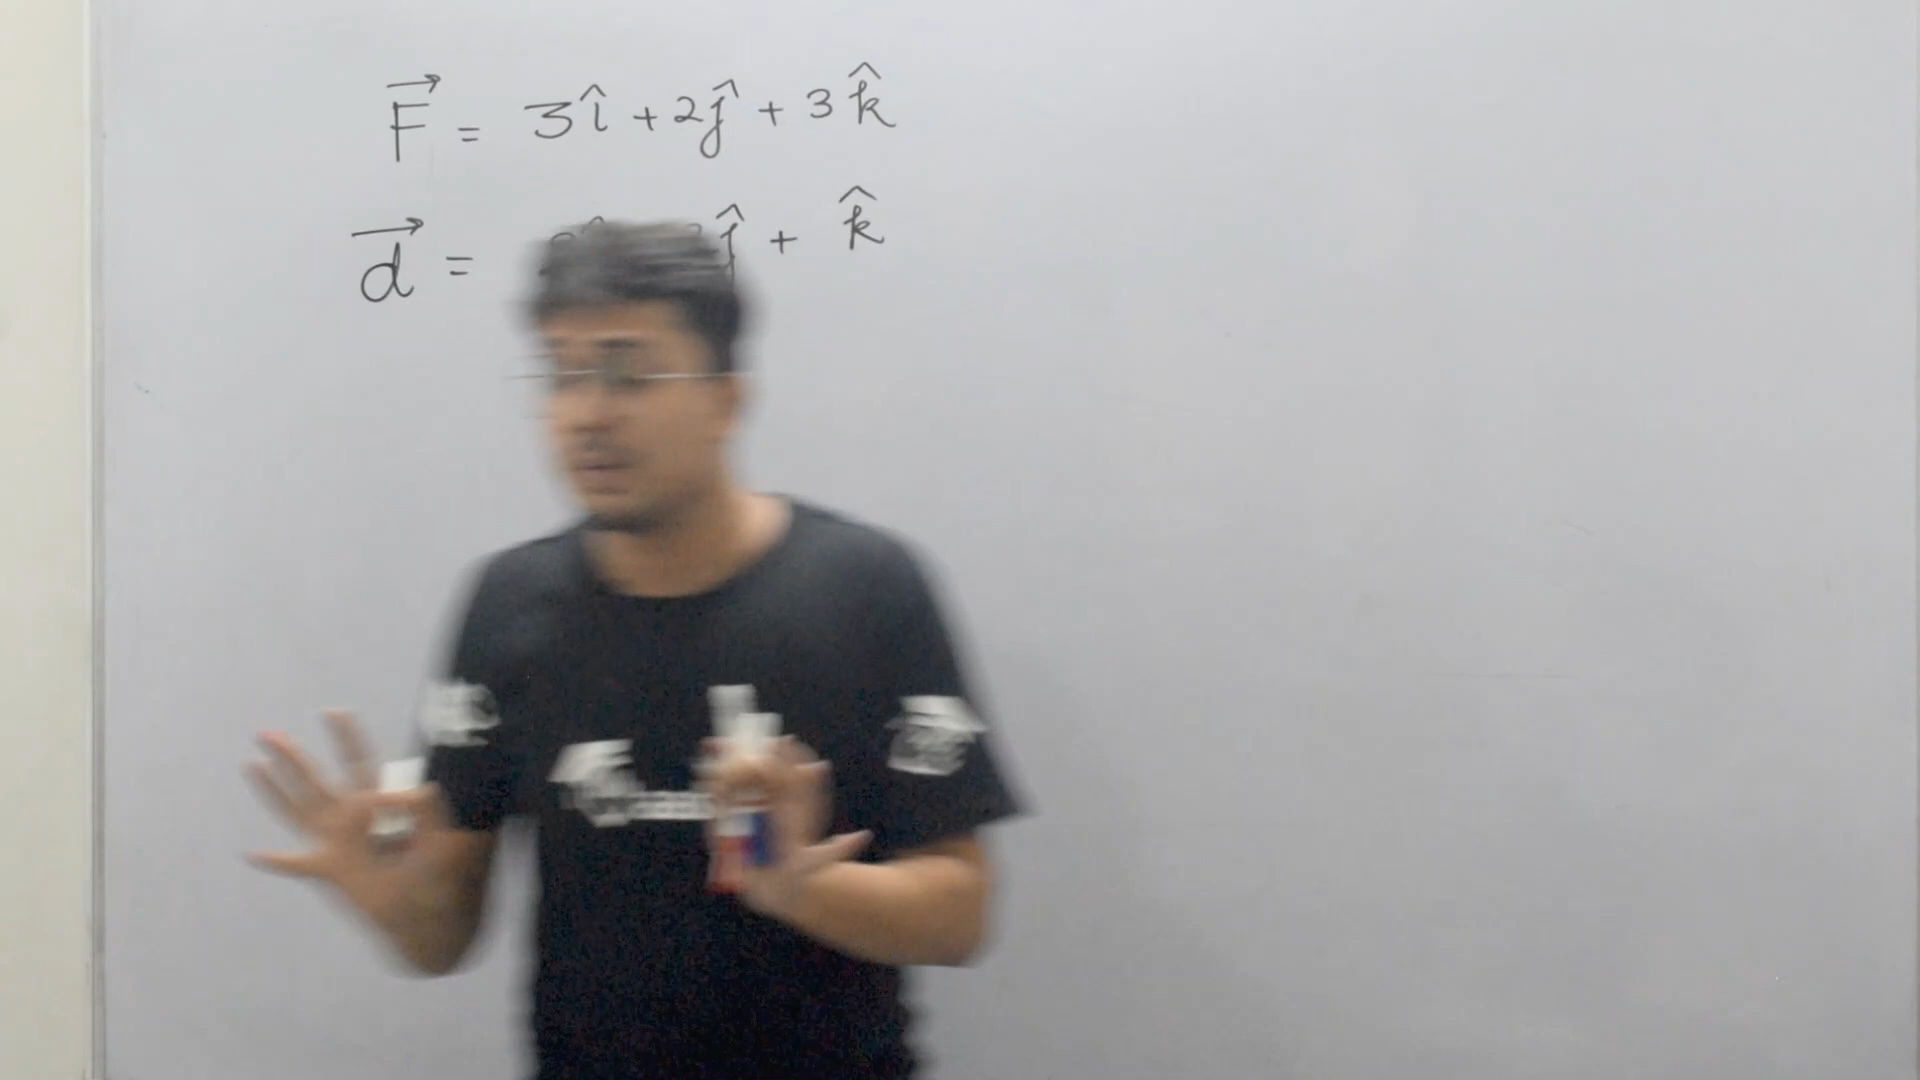 F⃗ = 3î + 2ĵ + 3k̂
d⃗ = ĵ + k̂